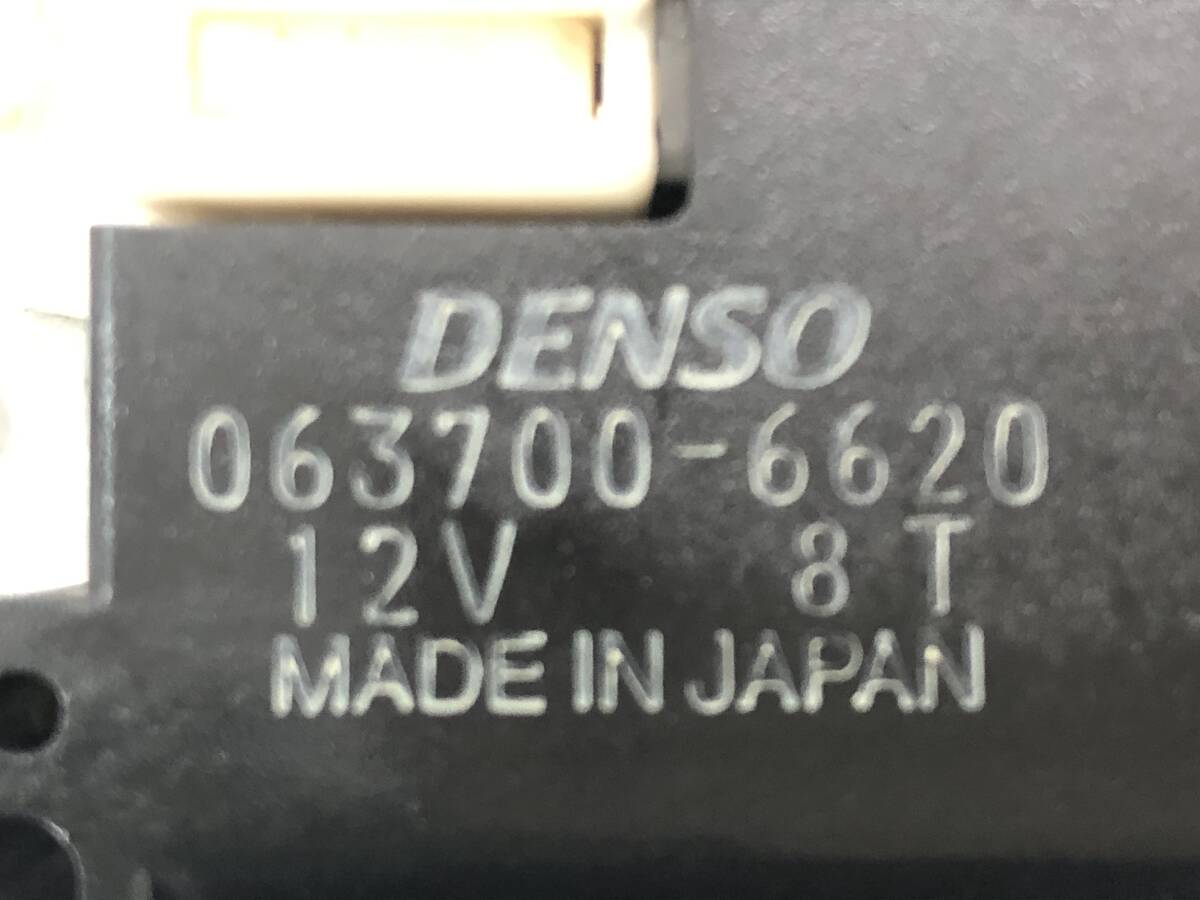 DENSO
063700-6620
12V 8T
MADE IN JAPAN